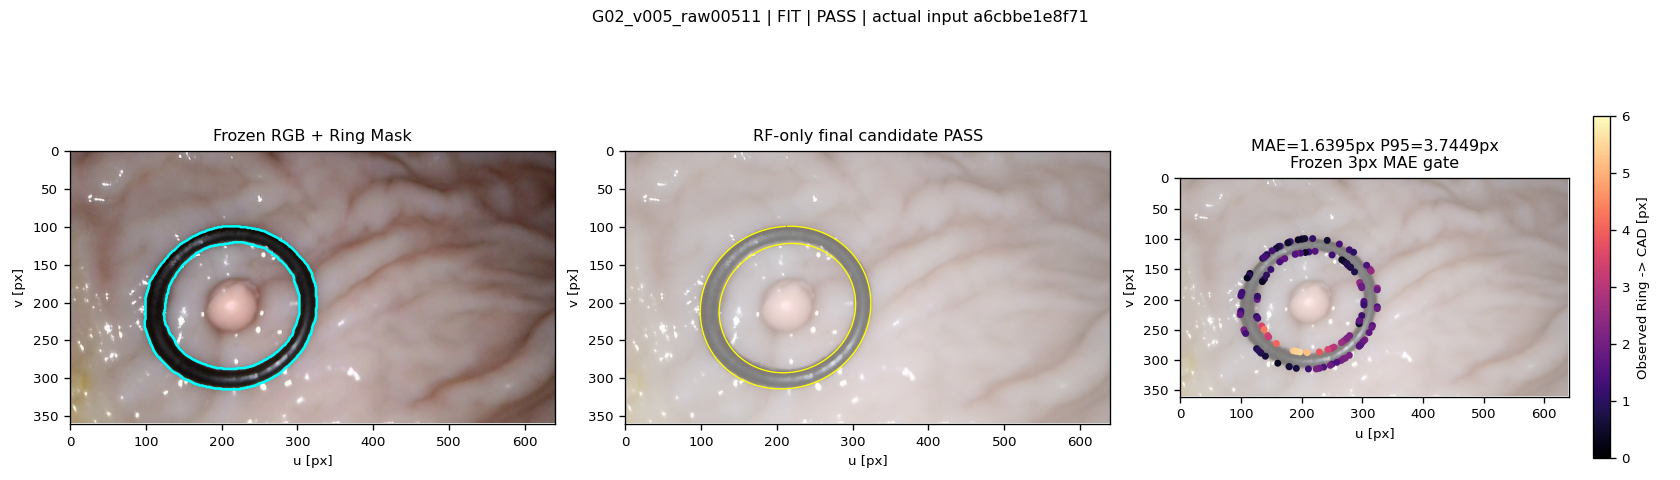 G02_v005_raw00511 | FIT | PASS | actual input a6cbbe1e8f71
Frozen RGB + Ring Mask
0
50
100
150
200
250
300
350
v [px]
0 100 200 300 400 500 600
u [px]
RF-only final candidate PASS
0
50
100
150
200
250
300
350
v [px]
0 100 200 300 400 500 600
u [px]
MAE=1.6395px P95=3.7449px
Frozen 3px MAE gate
0
50
100
150
200
250
300
350
v [px]
0 100 200 300 400 500 600
u [px]
6
5
4
3
2
1
0
Observed Ring -> CAD [px]